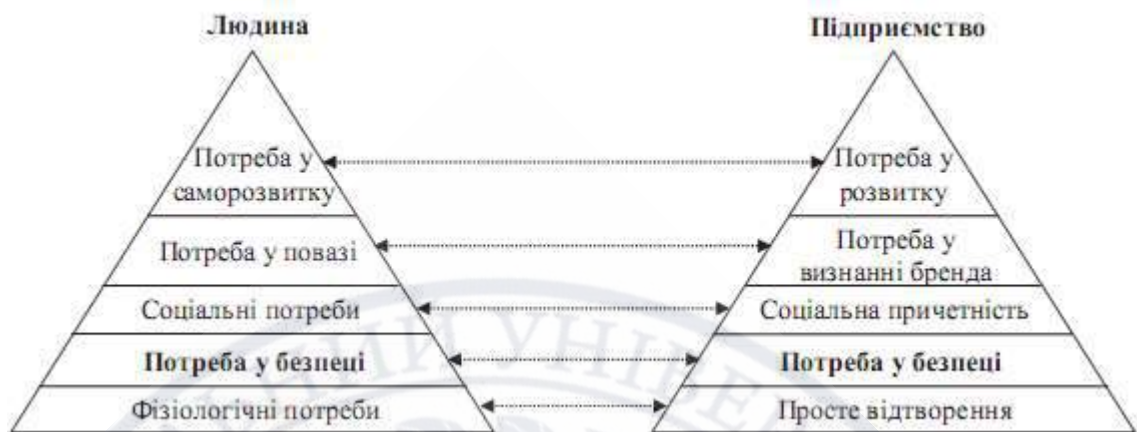 Людина
Підприємство
Потреба у
саморозвитку
Потреба у
розвитку
Потреба у повазі
Потреба у
визнанні бренда
Соціальні потреби
Соціальна причетність
Потреба у безпеці
Потреба у безпеці
Фізіологічні потреби
Просте відтворення